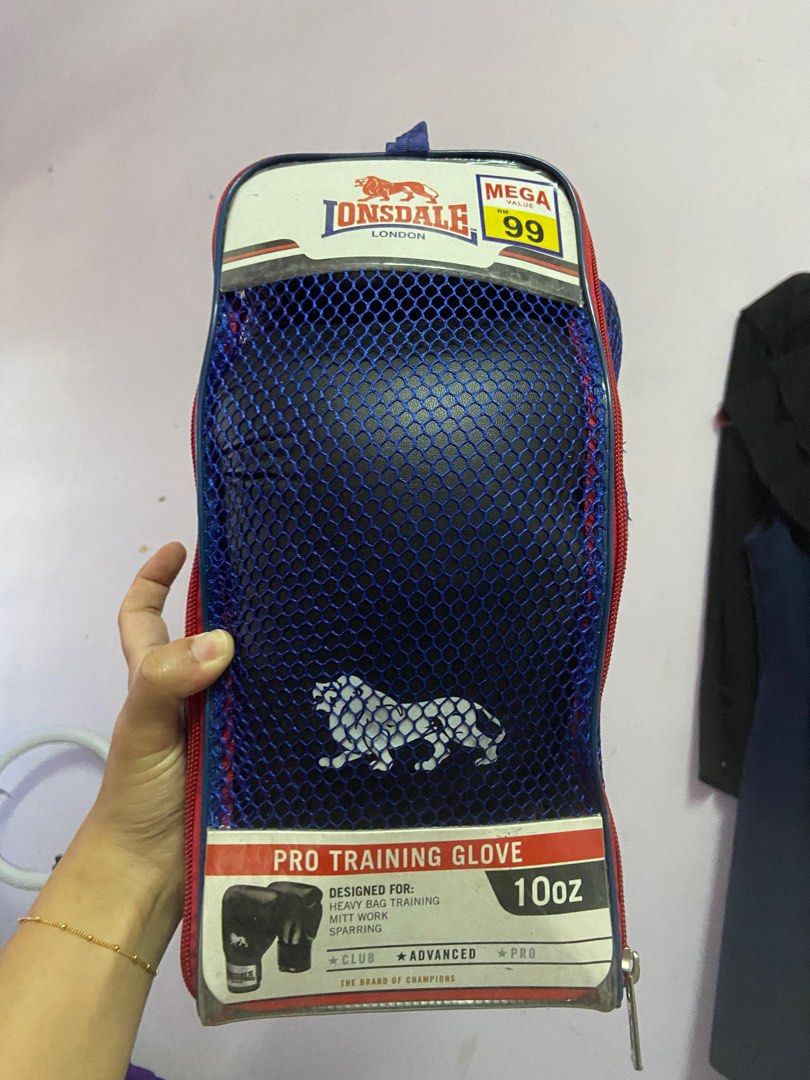 LONSDALE
LONDON
MEGA
VALUE
RM 99
PRO TRAINING GLOVE
10oz
DESIGNED FOR:
HEAVY BAG TRAINING
MITT WORK
SPARRING
★CLUB ★ADVANCED ★PRO
THE BRAND OF CHAMPIONS